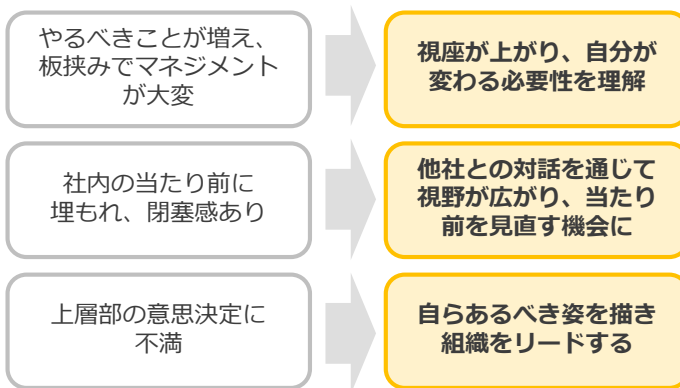 やるべきことが増え、
板挟みでマネジメント
が大変
視座が上がり、自分が
変わる必要性を理解
社内の当たり前に
埋もれ、閉塞感あり
他社との対話を通じて
視野が広がり、当たり
前を見直す機会に
上層部の意思決定に
不満
自らあるべき姿を描き
組織をリードする